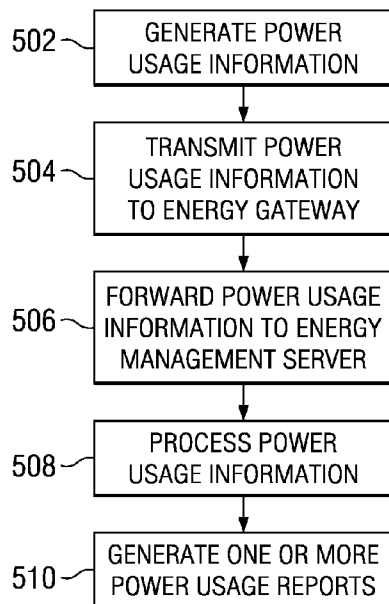 502
GENERATE POWER
USAGE INFORMATION
504
TRANSMIT POWER
USAGE INFORMATION
TO ENERGY GATEWAY
506
FORWARD POWER USAGE
INFORMATION TO ENERGY
MANAGEMENT SERVER
508
PROCESS POWER
USAGE INFORMATION
510
GENERATE ONE OR MORE
POWER USAGE REPORTS